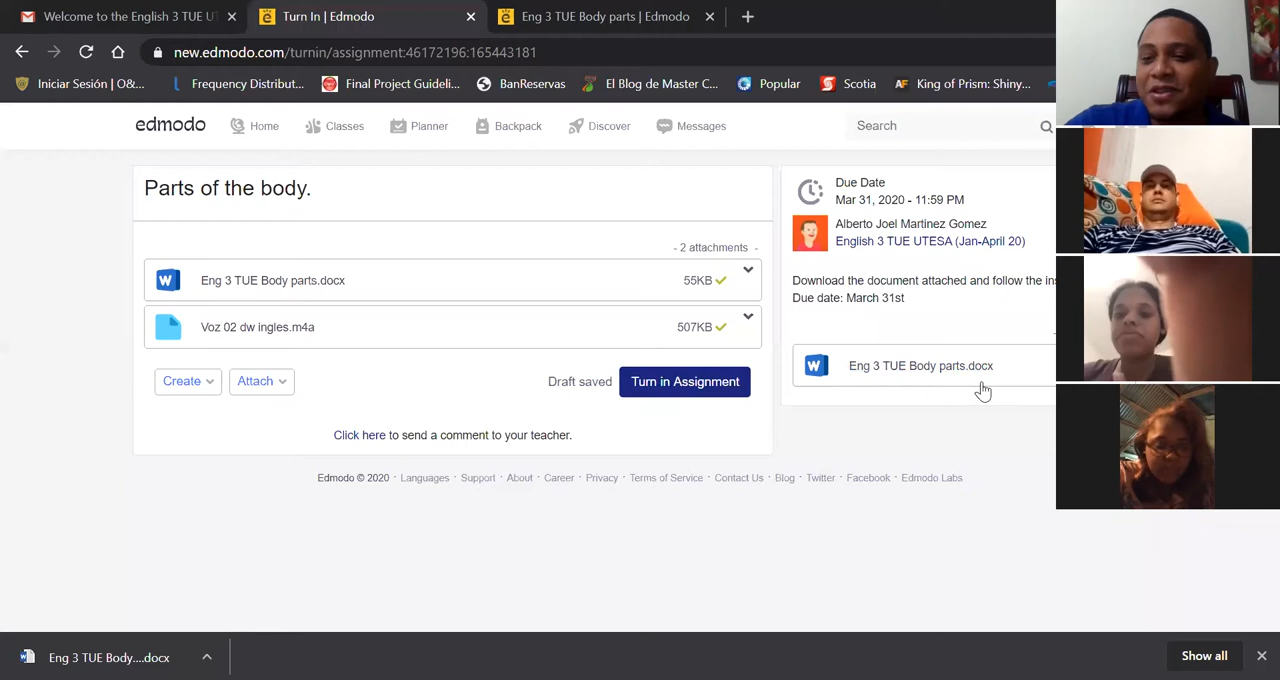 Welcome to the English 3 TUE UT
Turn In | Edmodo
Eng 3 TUE Body parts | Edmodo
new.edmodo.com/turnin/assignment:46172196:165443181
Iniciar Sesión | O&...
Frequency Distribut...
Final Project Guideli...
BanReservas
El Blog de Master C...
Popular
Scotia
AF King of Prism: Shiny...
edmodo
Home
Classes
Planner
Backpack
Discover
Messages
Search
Parts of the body.
- 2 attachments -
Eng 3 TUE Body parts.docx
55KB
Voz 02 dw ingles.m4a
507KB
Create
Attach
Draft saved
Turn in Assignment
Click here to send a comment to your teacher.
Due Date
Mar 31, 2020 - 11:59 PM
Alberto Joel Martinez Gomez
English 3 TUE UTESA (Jan-April 20)
Download the document attached and follow the ins
Due date: March 31st
Eng 3 TUE Body parts.docx
Edmodo © 2020 · Languages · Support · About · Career · Privacy · Terms of Service · Contact Us · Blog · Twitter · Facebook · Edmodo Labs
Eng 3 TUE Body....docx
Show all